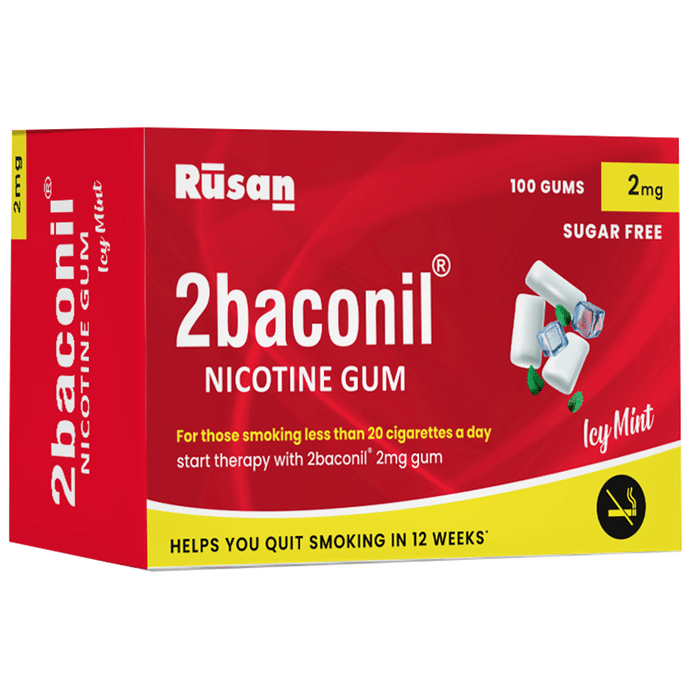 2mg
2baconil®
NICOTINE GUM
Icy Mint
Rūsan
100 GUMS
2mg
SUGAR FREE
2baconil®
NICOTINE GUM
For those smoking less than 20 cigarettes a day
start therapy with 2baconil® 2mg gum
Icy Mint
HELPS YOU QUIT SMOKING IN 12 WEEKS*